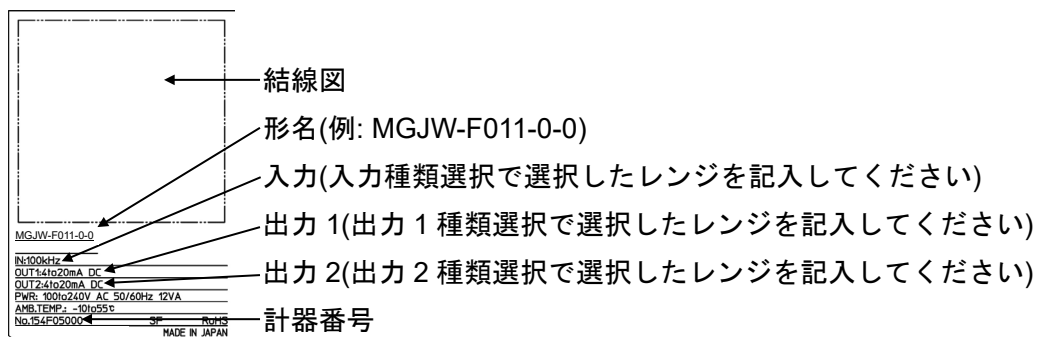 結線図
形名(例: MGJW-F011-0-0)
入力(入力種類選択で選択したレンジを記入してください)
出力 1(出力 1 種類選択で選択したレンジを記入してください)
出力 2(出力 2 種類選択で選択したレンジを記入してください)
計器番号
MGJW-F011-0-0
IN:100kHz
OUT1:4to20mA DC
OUT2:4to20mA DC
PWR: 100to240V AC 50/60Hz 12VA
AMB.TEMP.: -10to55℃
No.154F05000 SF RoHS
MADE IN JAPAN